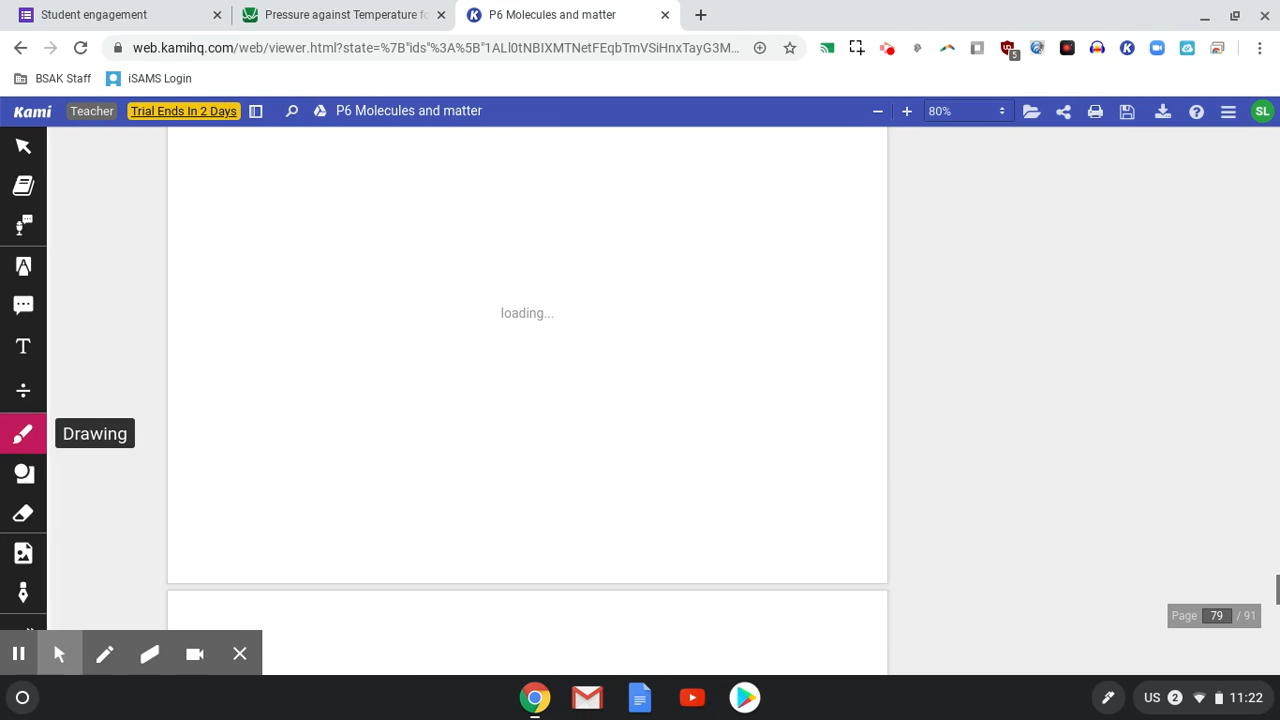 Student engagement
Pressure against Temperature fo
P6 Molecules and matter
web.kamihq.com/web/viewer.html?state=%7B"ids"%3A%5B"1ALl0tNBIXMTNetFEqbTmVSiHnxTayG3M...
5
BSAK Staff
iSAMS Login
Kami
Teacher
Trial Ends In 2 Days
P6 Molecules and matter
80%
SL
loading...
Drawing
Page 79 / 91
US 2 11:22